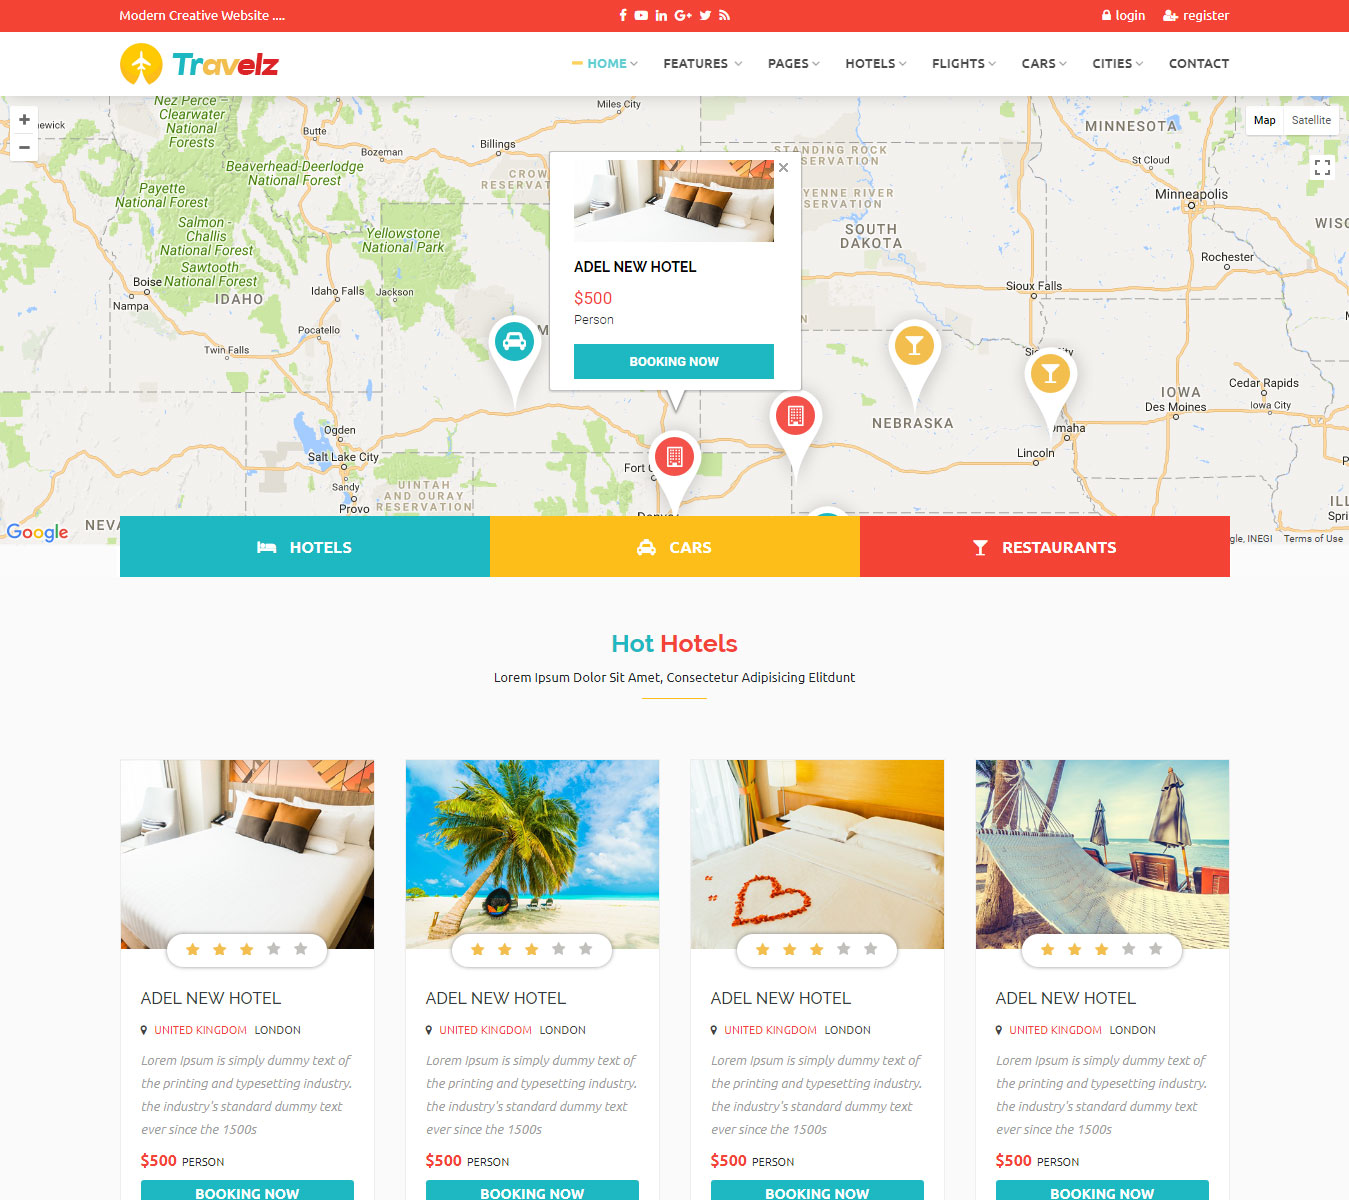 Modern Creative Website ....
login
register
Travelz
HOME
FEATURES
PAGES
HOTELS
FLIGHTS
CARS
CITIES
CONTACT
Nez Perce -
Clearwater
National
Forests
Miles City
Butte
Bozeman
Billings
Beaverhead-Deerlodge
National Forest
Payette
National Forest
Salmon -
Challis
National Forest
Sawtooth
National Forest
Yellowstone
National Park
Boise
Nampa
IDAHO
Idaho Falls
Jackson
Pocatello
Twin Falls
Ogden
Salt Lake City
Sandy
Provo
UINTAH
AND OURAY
RESERVATION
STANDING ROCK
SOUTH
DAKOTA
MINNESOTA
St Cloud
Minneapolis
Rochester
Sioux Falls
IOWA
Des Moines
Cedar Rapids
Iowa City
NEBRASKA
Lincoln
Map
Satellite
ADEL NEW HOTEL
$500
Person
BOOKING NOW
Google
Terms of Use
HOTELS
CARS
RESTAURANTS
Hot Hotels
Lorem Ipsum Dolor Sit Amet, Consectetur Adipisicing Elitdunt
ADEL NEW HOTEL
UNITED KINGDOM LONDON
Lorem Ipsum is simply dummy text of
the printing and typesetting industry.
the industry's standard dummy text
ever since the 1500s
$500 PERSON
BOOKING NOW
ADEL NEW HOTEL
UNITED KINGDOM LONDON
Lorem Ipsum is simply dummy text of
the printing and typesetting industry.
the industry's standard dummy text
ever since the 1500s
$500 PERSON
BOOKING NOW
ADEL NEW HOTEL
UNITED KINGDOM LONDON
Lorem Ipsum is simply dummy text of
the printing and typesetting industry.
the industry's standard dummy text
ever since the 1500s
$500 PERSON
BOOKING NOW
ADEL NEW HOTEL
UNITED KINGDOM LONDON
Lorem Ipsum is simply dummy text of
the printing and typesetting industry.
the industry's standard dummy text
ever since the 1500s
$500 PERSON
BOOKING NOW